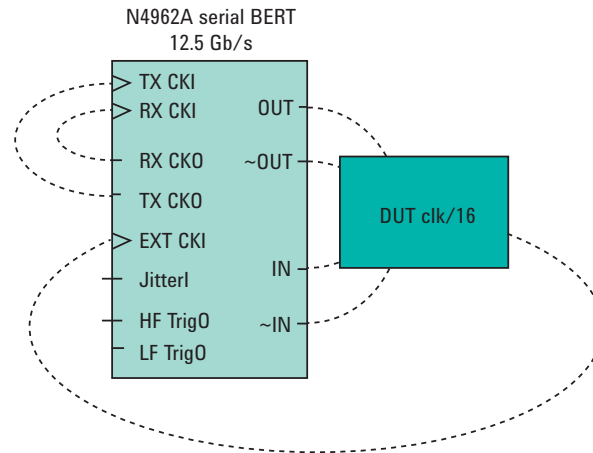 N4962A serial BERT
12.5 Gb/s
TX CKI
RX CKI
RX CKO
TX CKO
EXT CKI
JitterI
HF TrigO
LF TrigO
OUT
~OUT
IN
~IN
DUT clk/16